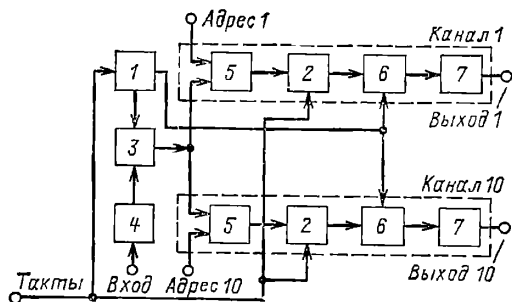 Адрес 1
Канал 1
1
5
2
6
7
Выход 1
3
Канал 10
4
5
2
6
7
Такты
Вход
Адрес 10
Выход 10